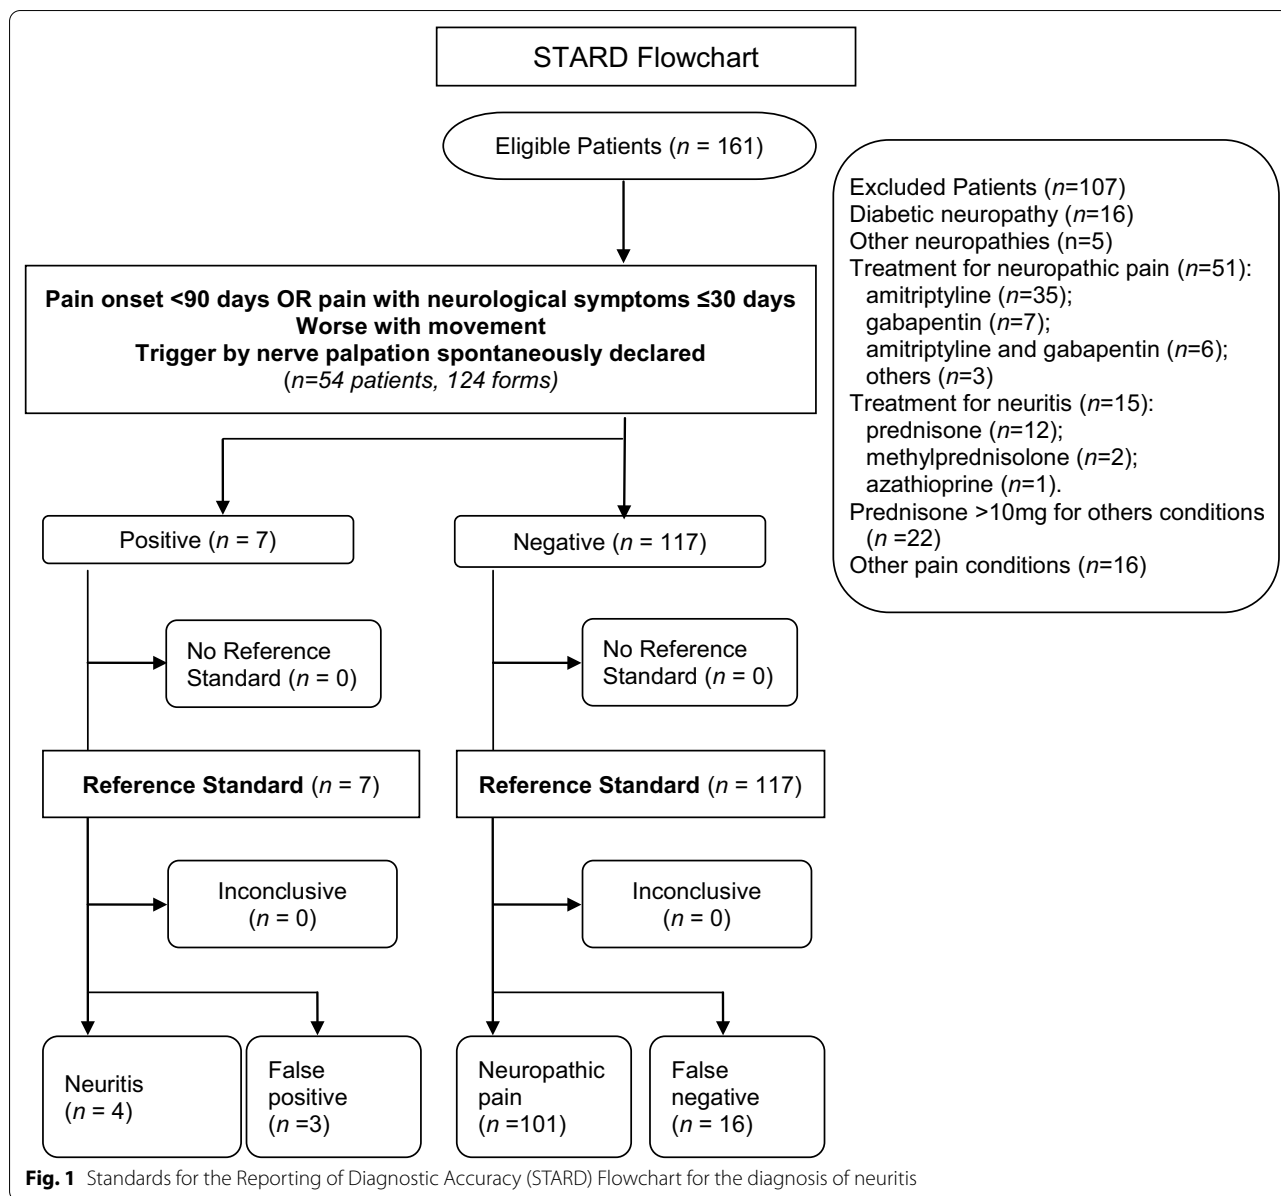 STARD Flowchart
Eligible Patients (n = 161)
Excluded Patients (n=107)
Diabetic neuropathy (n=16)
Other neuropathies (n=5)
Treatment for neuropathic pain (n=51):
amitriptyline (n=35);
gabapentin (n=7);
amitriptyline and gabapentin (n=6);
others (n=3)
Treatment for neuritis (n=15):
prednisone (n=12);
methylprednisolone (n=2);
azathioprine (n=1).
Prednisone >10mg for others conditions
(n =22)
Other pain conditions (n=16)
Pain onset <90 days OR pain with neurological symptoms ≤30 days
Worse with movement
Trigger by nerve palpation spontaneously declared
(n=54 patients, 124 forms)
Positive (n = 7)
Negative (n = 117)
No Reference
Standard (n = 0)
No Reference
Standard (n = 0)
Reference Standard (n = 7)
Reference Standard (n = 117)
Inconclusive
(n = 0)
Inconclusive
(n = 0)
Neuritis
(n = 4)
False
positive
(n =3)
Neuropathic
pain
(n =101)
False
negative
(n = 16)
Fig. 1 Standards for the Reporting of Diagnostic Accuracy (STARD) Flowchart for the diagnosis of neuritis